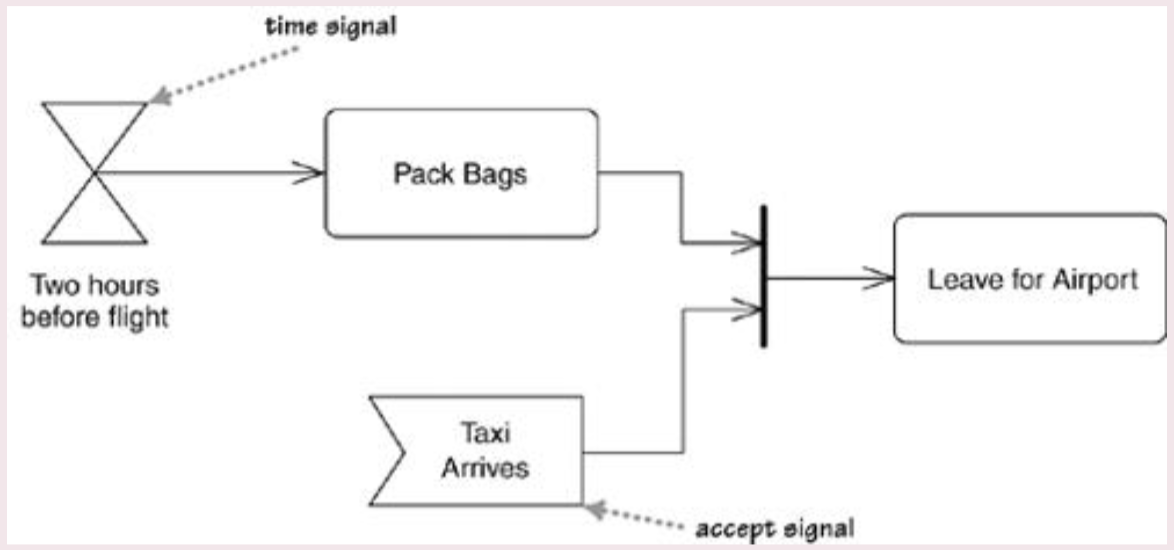 time signal
Pack Bags
Two hours
before flight
Leave for Airport
Taxi
Arrives
accept signal